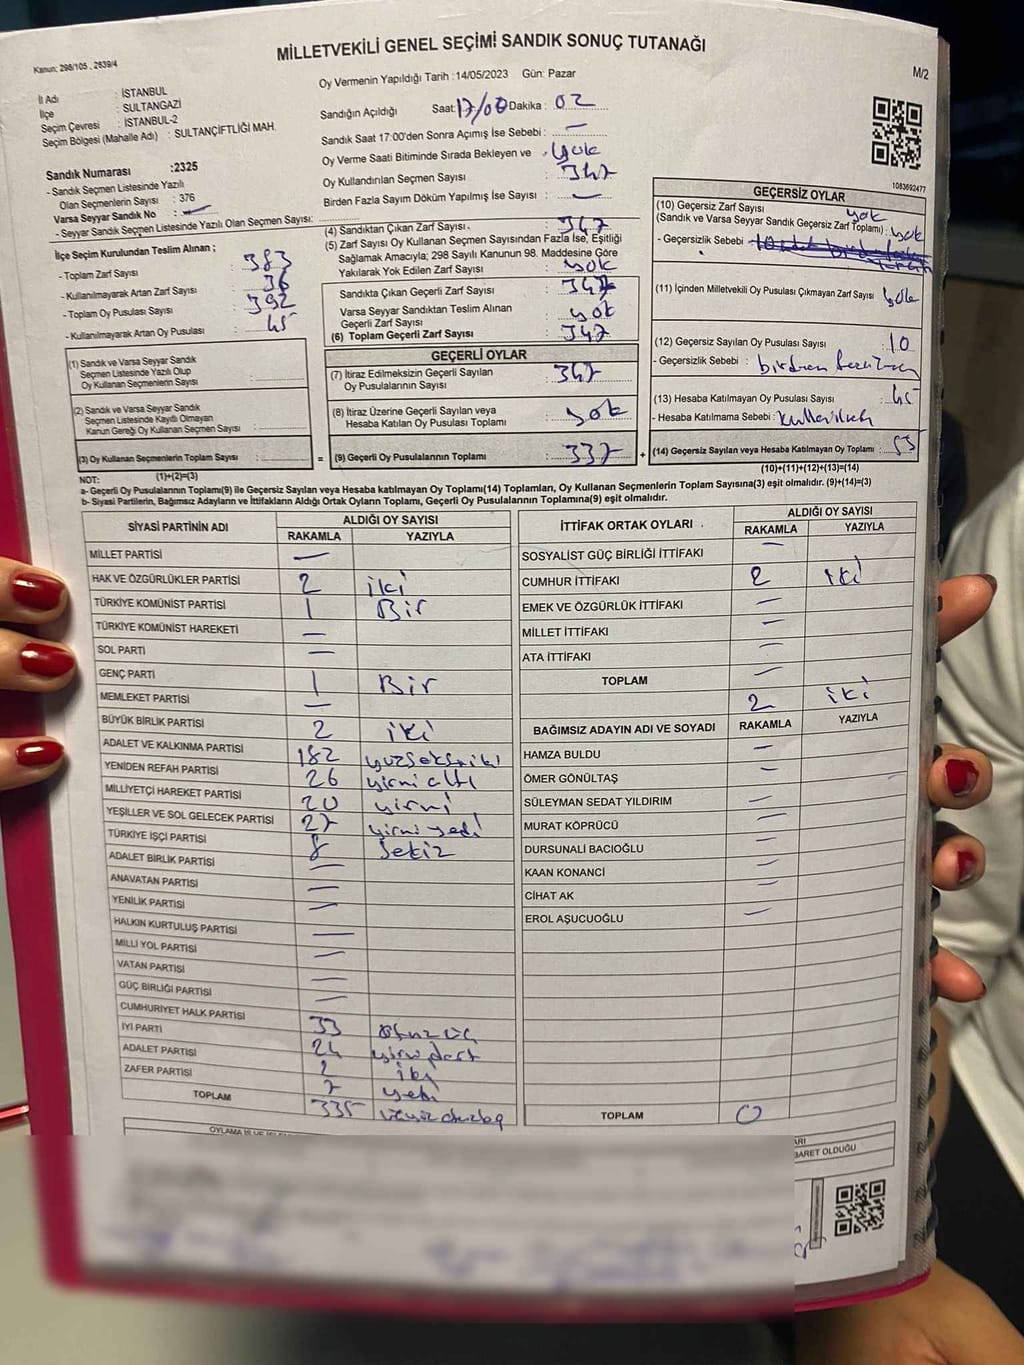 MİLLETVEKİLİ GENEL SEÇİMİ SANDIK SONUÇ TUTANAĞI
Kanun: 298/105 , 2839/4
M/2
İl Adı : İSTANBUL
İlçe : SULTANGAZİ
Seçim Çevresi : İSTANBUL-2
Seçim Bölgesi (Mahalle Adı) : SULTANÇİFTLİĞİ MAH.
Sandık Numarası :2325
- Sandık Seçmen Listesinde Yazılı
Olan Seçmenlerin Sayısı : 376
Varsa Seyyar Sandık No : —
- Seyyar Sandık Seçmen Listesinde Yazılı Olan Seçmen Sayısı:
İlçe Seçim Kurulundan Teslim Alınan ;
- Toplam Zarf Sayısı : 383
- Kullanılmayarak Artan Zarf Sayısı : 36
- Toplam Oy Pusulası Sayısı : 392
- Kullanılmayarak Artan Oy Pusulası : 45
(1) Sandık ve Varsa Seyyar Sandık
Seçmen Listesinde Yazılı Olup
Oy Kullanan Seçmenlerin Sayısı :
(2) Sandık ve Varsa Seyyar Sandık
Seçmen Listesinde Kayıtlı Olmayan
Kanun Gereği Oy Kullanan Seçmen Sayısı :
(3) Oy Kullanan Seçmenlerin Toplam Sayısı :
(1)+(2)=(3)
Oy Vermenin Yapıldığı Tarih :14/05/2023 Gün: Pazar
Sandığın Açıldığı Saat: 17/00 Dakika : 02
Sandık Saat 17:00'den Sonra Açımış İse Sebebi : —
Oy Verme Saati Bitiminde Sırada Bekleyen ve : yok
Oy Kullandırılan Seçmen Sayısı : 347
Birden Fazla Sayım Döküm Yapılmış İse Sayısı : —
(4) Sandıktan Çıkan Zarf Sayısı : 347
(5) Zarf Sayısı Oy Kullanan Seçmen Sayısından Fazla İse, Eşitliği
Sağlamak Amacıyla; 298 Sayılı Kanunun 98. Maddesine Göre
Yakılarak Yok Edilen Zarf Sayısı : yok
Sandıkta Çıkan Geçerli Zarf Sayısı : 347
Varsa Seyyar Sandıktan Teslim Alınan
Geçerli Zarf Sayısı : yok
(6) Toplam Geçerli Zarf Sayısı : 347
GEÇERLİ OYLAR
(7) İtiraz Edilmeksizin Geçerli Sayılan
Oy Pusulalarının Sayısı : 347
(8) İtiraz Üzerine Geçerli Sayılan veya
Hesaba Katılan Oy Pusulası Toplamı : yok
= (9) Geçerli Oy Pusulalarının Toplamı : 337
1083692477
GEÇERSİZ OYLAR
(10) Geçersiz Zarf Sayısı yok
(Sandık ve Varsa Seyyar Sandık Geçersiz Zarf Toplamı) : yok
- Geçersizlik Sebebi :
(11) İçinden Milletvekili Oy Pusulası Çıkmayan Zarf Sayısı yok
(12) Geçersiz Sayılan Oy Pusulası Sayısı : 10
- Geçersizlik Sebebi : birden
(13) Hesaba Katılmayan Oy Pusulası Sayısı : 45
- Hesaba Katılmama Sebebi :
+ (14) Geçersiz Sayılan veya Hesaba Katılmayan Oy Toplamı :
(10)+(11)+(12)+(13)=(14)
NOT:
a- Geçerli Oy Pusulalarının Toplamı(9) ile Geçersiz Sayılan veya Hesaba katılmayan Oy Toplamı(14) Toplamları, Oy Kullanan Seçmenlerin Toplam Sayısına(3) eşit olmalıdır. (9)+(14)=(3)
b- Siyasi Partilerin, Bağımsız Adayların ve İttifakların Aldığı Ortak Oyların Toplamı, Geçerli Oy Pusulalarının Toplamına(9) eşit olmalıdır.
SİYASİ PARTİNİN ADI ALDIĞI OY SAYISI
RAKAMLA YAZIYLA
MİLLET PARTİSİ —
HAK VE ÖZGÜRLÜKLER PARTİSİ 2 iki
TÜRKİYE KOMÜNİST PARTİSİ 1 Bir
TÜRKİYE KOMÜNİST HAREKETİ —
SOL PARTİ —
GENÇ PARTİ 1 Bir
MEMLEKET PARTİSİ —
BÜYÜK BİRLİK PARTİSİ 2 iki
ADALET VE KALKINMA PARTİSİ 182 yüzseksniki
YENİDEN REFAH PARTİSİ 26 yirmi altı
MİLLİYETÇİ HAREKET PARTİSİ 20 yirmi
YEŞİLLER VE SOL GELECEK PARTİSİ 27 yirmi yedi
TÜRKİYE İŞÇİ PARTİSİ 8 Sekiz
ADALET BİRLİK PARTİSİ —
ANAVATAN PARTİSİ —
YENİLİK PARTİSİ —
HALKIN KURTULUŞ PARTİSİ —
MİLLİ YOL PARTİSİ —
VATAN PARTİSİ —
GÜÇ BİRLİĞİ PARTİSİ —
CUMHURİYET HALK PARTİSİ 33 otuz üç
İYİ PARTİ 24 yirmi dört
ADALET PARTİSİ 2 iki
ZAFER PARTİSİ 7 yedi
TOPLAM 335
İTTİFAK ORTAK OYLARI ALDIĞI OY SAYISI
RAKAMLA YAZIYLA
SOSYALİST GÜÇ BİRLİĞİ İTTİFAKI —
CUMHUR İTTİFAKI 2 iki
EMEK VE ÖZGÜRLÜK İTTİFAKI —
MİLLET İTTİFAKI —
ATA İTTİFAKI —
TOPLAM —
2 iki
BAĞIMSIZ ADAYIN ADI VE SOYADI RAKAMLA YAZIYLA
HAMZA BULDU —
ÖMER GÖNÜLTAŞ —
SÜLEYMAN SEDAT YILDIRIM —
MURAT KÖPRÜCÜ —
DURSUNALİ BACIOĞLU —
KAAN KONANCİ —
CİHAT AK —
EROL AŞUCUOĞLU —
TOPLAM 0
BARET OLDUĞU